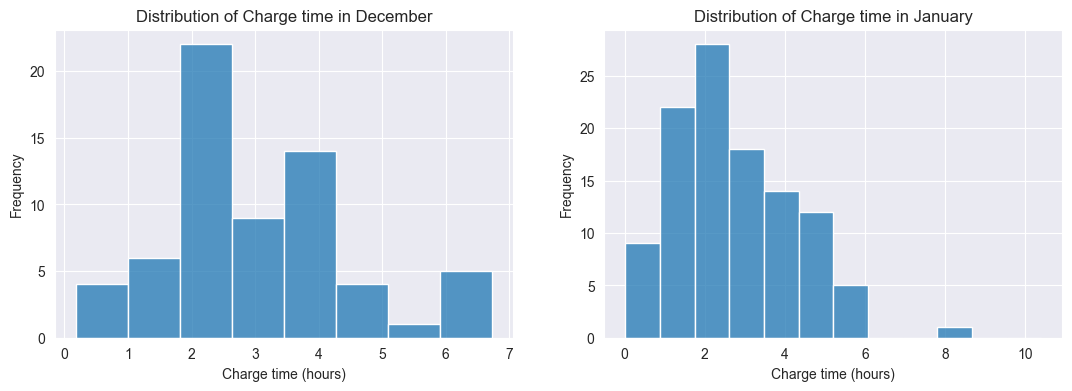 Distribution of Charge time in December
20
15
10
5
0
Frequency
0 1 2 3 4 5 6 7
Charge time (hours)
Distribution of Charge time in January
25
20
15
10
5
0
Frequency
0 2 4 6 8 10
Charge time (hours)